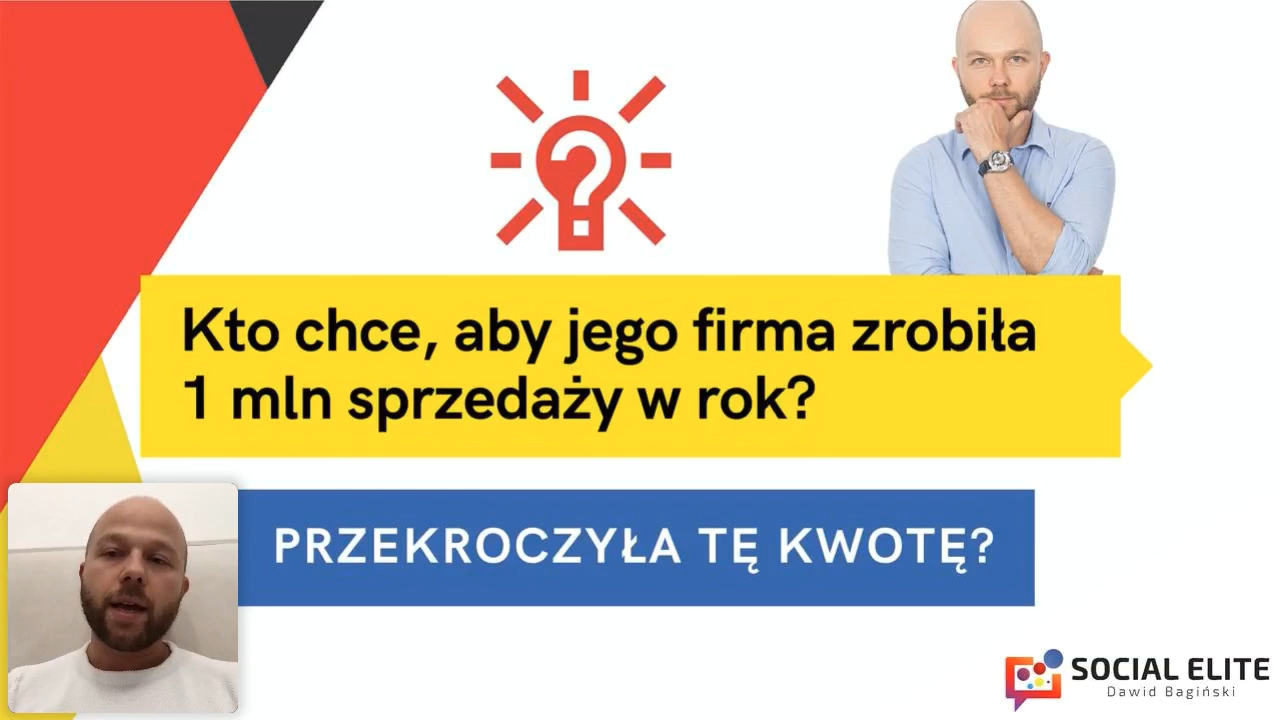 Kto chce, aby jego firma zrobiła
1 mln sprzedaży w rok?
PRZEKROCZYŁA TĘ KWOTĘ?
SOCIAL ELITE
Dawid Bagiński